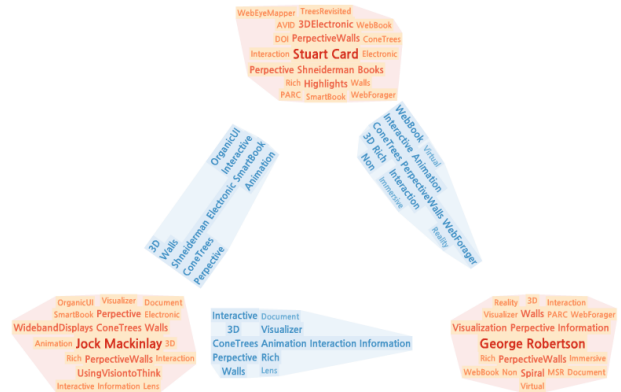 WebEyeMapper TreesRevisited
AVID 3DElectronic WebBook
DOI PerpectiveWalls ConeTrees
Interaction Stuart Card Electronic
Perpective Shneiderman Books
Rich Highlights Walls
PARC SmartBook WebForager
OrganicUI
Interactive
Shneiderman Electronic SmartBook
Animation
3D
Walls
ConeTrees
Perpective
WebBook Virtual
Interactive Animation
ConeTrees PerpectiveWalls WebForager
3D Rich Interaction
Non Immersive Reality
OrganicUI Visualizer Document
SmartBook Perpective Electronic
WidebandDisplays ConeTrees Walls
Animation Jock Mackinlay 3D
Rich PerpectiveWalls Interaction
UsingVisiontoThink
Interactive Information Lens
Interactive Document
3D Visualizer
ConeTrees Animation Interaction Information
Perpective Rich
Walls Lens
Reality 3D Interaction
Visualizer Walls PARC WebForager
Visualization Perpective Information
George Robertson
Rich PerpectiveWalls Immersive
WebBook Non Spiral MSR Document
Virtual